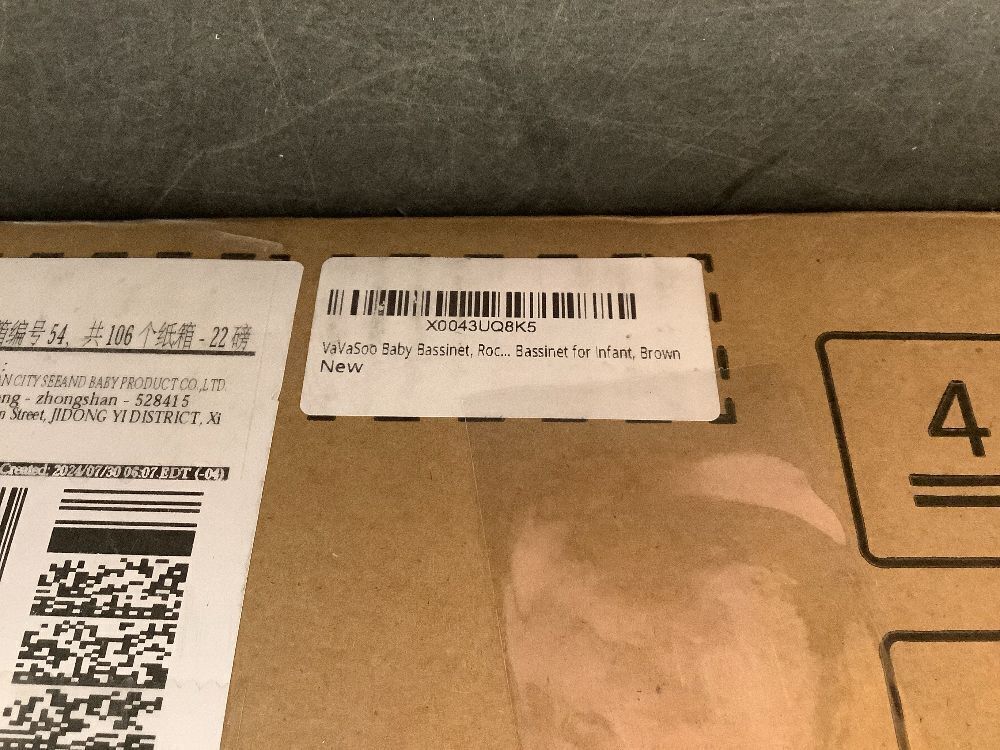 箱编号 54, 共 106 个纸箱 - 22 磅
AN CITY SEEAND BABY PRODUCT CO.,LTD.
ong - zhongshan - 528415
n Street, JIDONG YI DISTRICT, Xi
Created: 2024/07/30 06:07 EDT (-04)
X0043UQ8K5
VaVaSoo Baby Bassinet, Roc... Bassinet for Infant, Brown
New
4